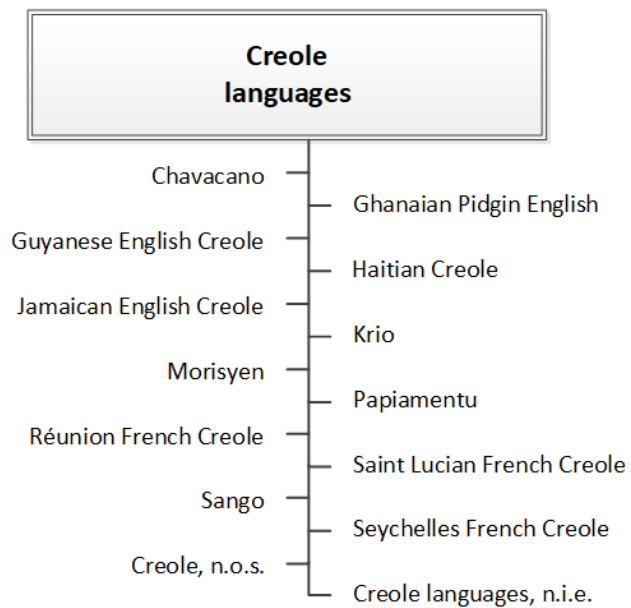 Creole
languages
Chavacano
Ghanaian Pidgin English
Guyanese English Creole
Haitian Creole
Jamaican English Creole
Krio
Morisyen
Papiamentu
Réunion French Creole
Saint Lucian French Creole
Sango
Seychelles French Creole
Creole, n.o.s.
Creole languages, n.i.e.